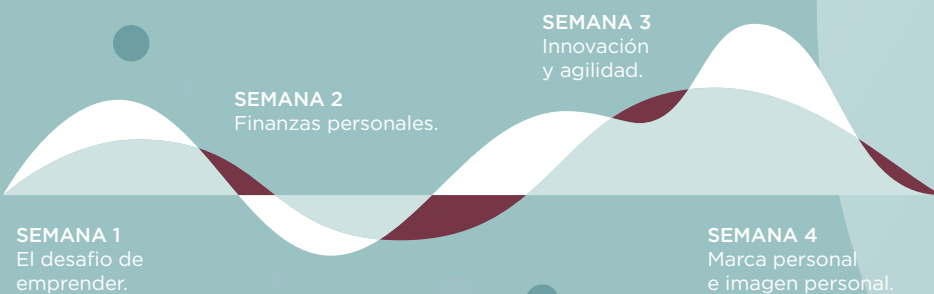 SEMANA 1
El desafio de
emprender.
SEMANA 2
Finanzas personales.
SEMANA 3
Innovación
y agilidad.
SEMANA 4
Marca personal
e imagen personal.